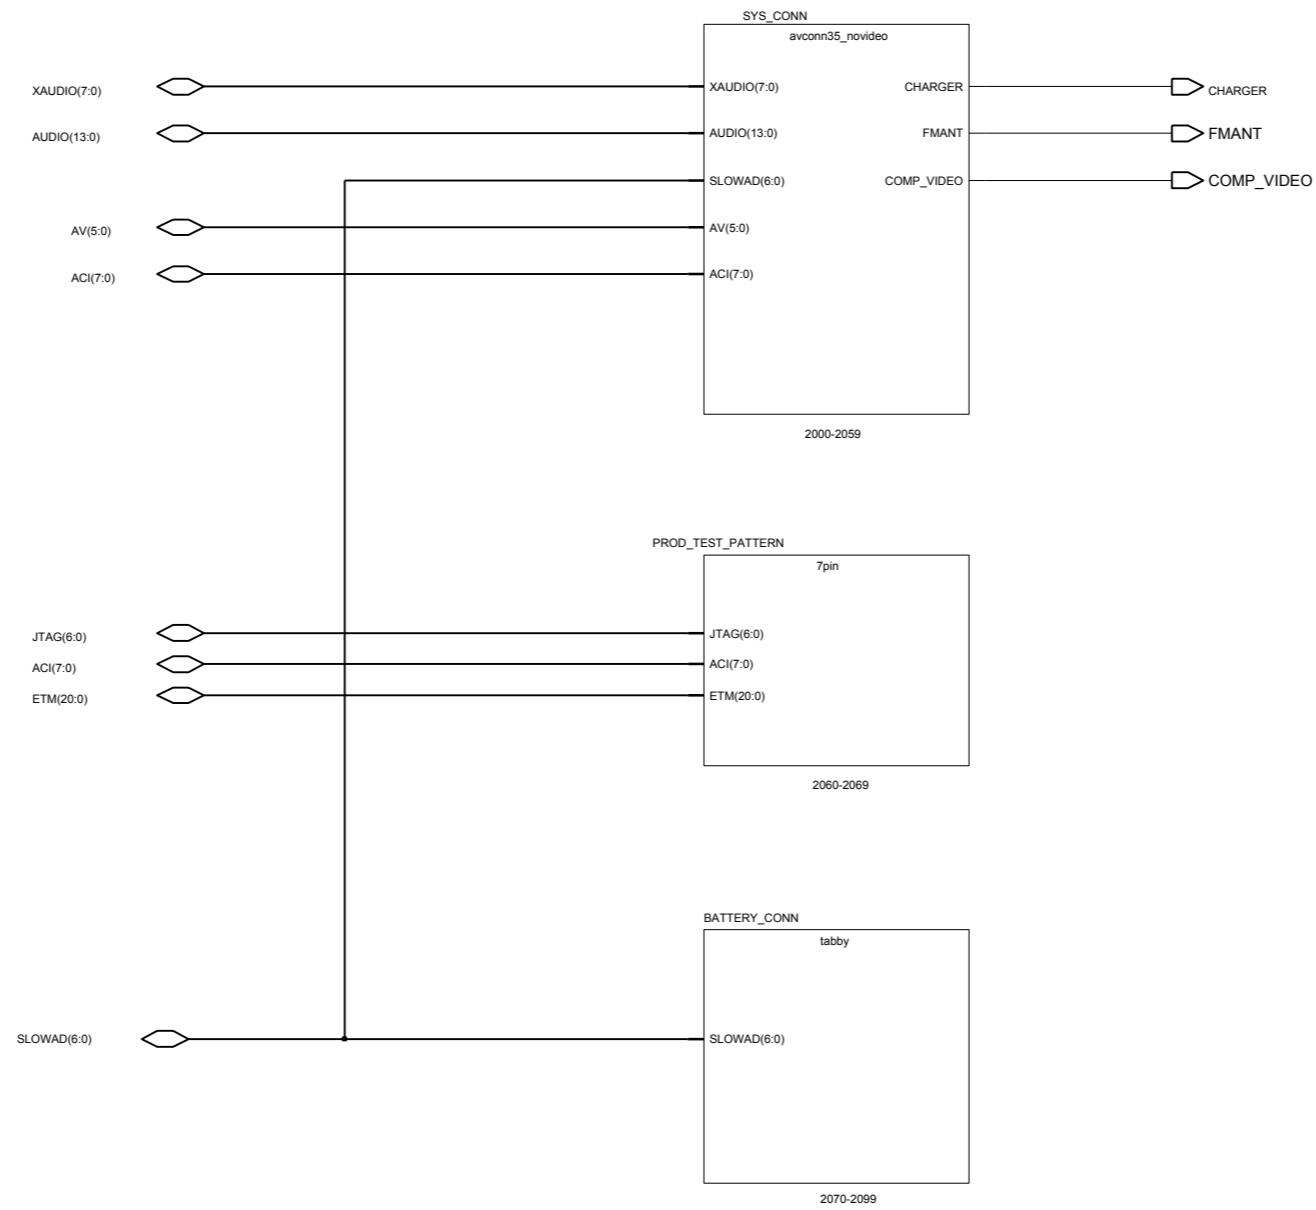 SYS_CONN
avconn35_novideo
XAUDIO(7:0) XAUDIO(7:0) CHARGER CHARGER
AUDIO(13:0) AUDIO(13:0) FMANT FMANT
SLOWAD(6:0) COMP_VIDEO COMP_VIDEO
AV(5:0) AV(5:0)
ACI(7:0) ACI(7:0)
2000-2059
PROD_TEST_PATTERN
7pin
JTAG(6:0) JTAG(6:0)
ACI(7:0) ACI(7:0)
ETM(20:0) ETM(20:0)
2060-2069
BATTERY_CONN
tabby
SLOWAD(6:0) SLOWAD(6:0)
2070-2099